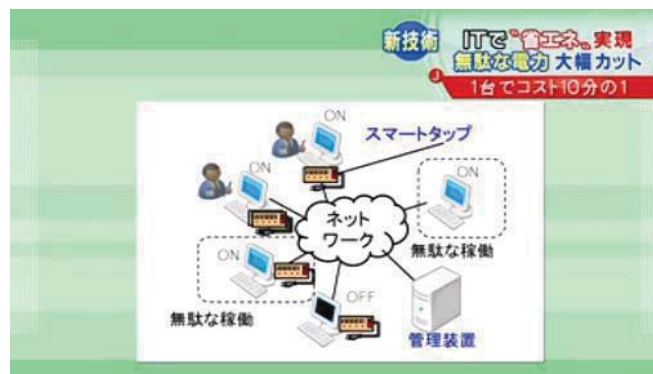 新技術
ITで"省エネ"実現
無駄な電力 大幅カット
1台でコスト10分の1
ON
スマートタップ
ON
ON
ネット
ワーク
無駄な稼働
ON
OFF
無駄な稼働
管理装置